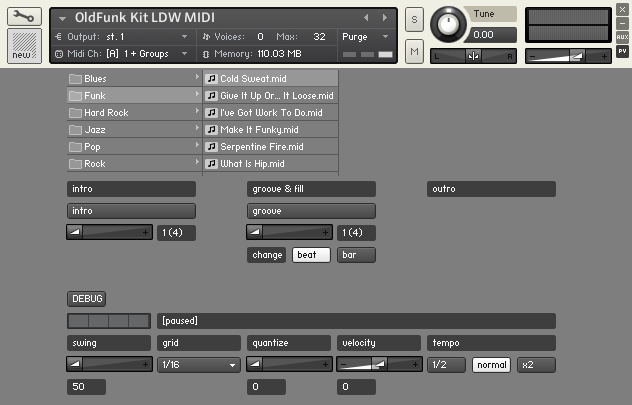 OldFunk Kit LDW MIDI
Output: st. 1 Voices: 0 Max: 32 Purge
Midi Ch: [A] 1 + Groups Memory: 110.03 MB
new
S
M
Tune
0.00
L R
- +
×
-
AUX
PV
Blues
Funk
Hard Rock
Jazz
Pop
Rock
Cold Sweat.mid
Give It Up Or... It Loose.mid
I've Got Work To Do.mid
Make It Funky.mid
Serpentine Fire.mid
What Is Hip.mid
intro groove & fill outro
intro groove
+ 1 (4) + 1 (4)
change beat bar
DEBUG
[paused]
swing grid quantize velocity tempo
+ 1/16 + - + 1/2 normal x2
50 0 0